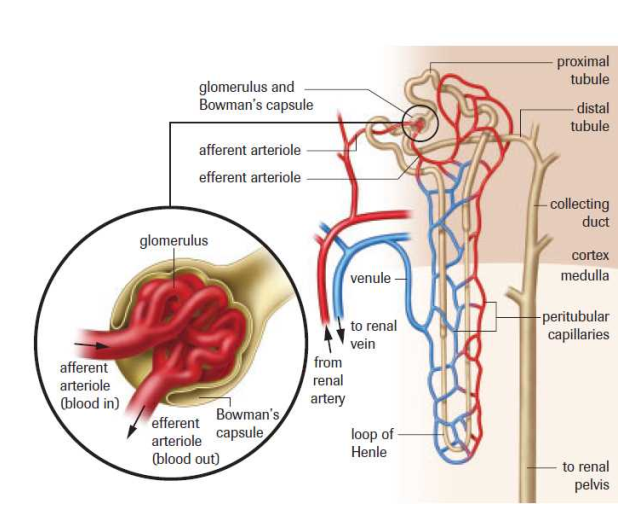 proximal
tubule
glomerulus and
Bowman's capsule
distal
tubule
afferent arteriole
efferent arteriole
collecting
duct
glomerulus
cortex
medulla
venule
peritubular
capillaries
to renal
vein
from
renal
artery
afferent
arteriole
(blood in)
Bowman's
capsule
efferent
arteriole
(blood out)
loop of
Henle
to renal
pelvis